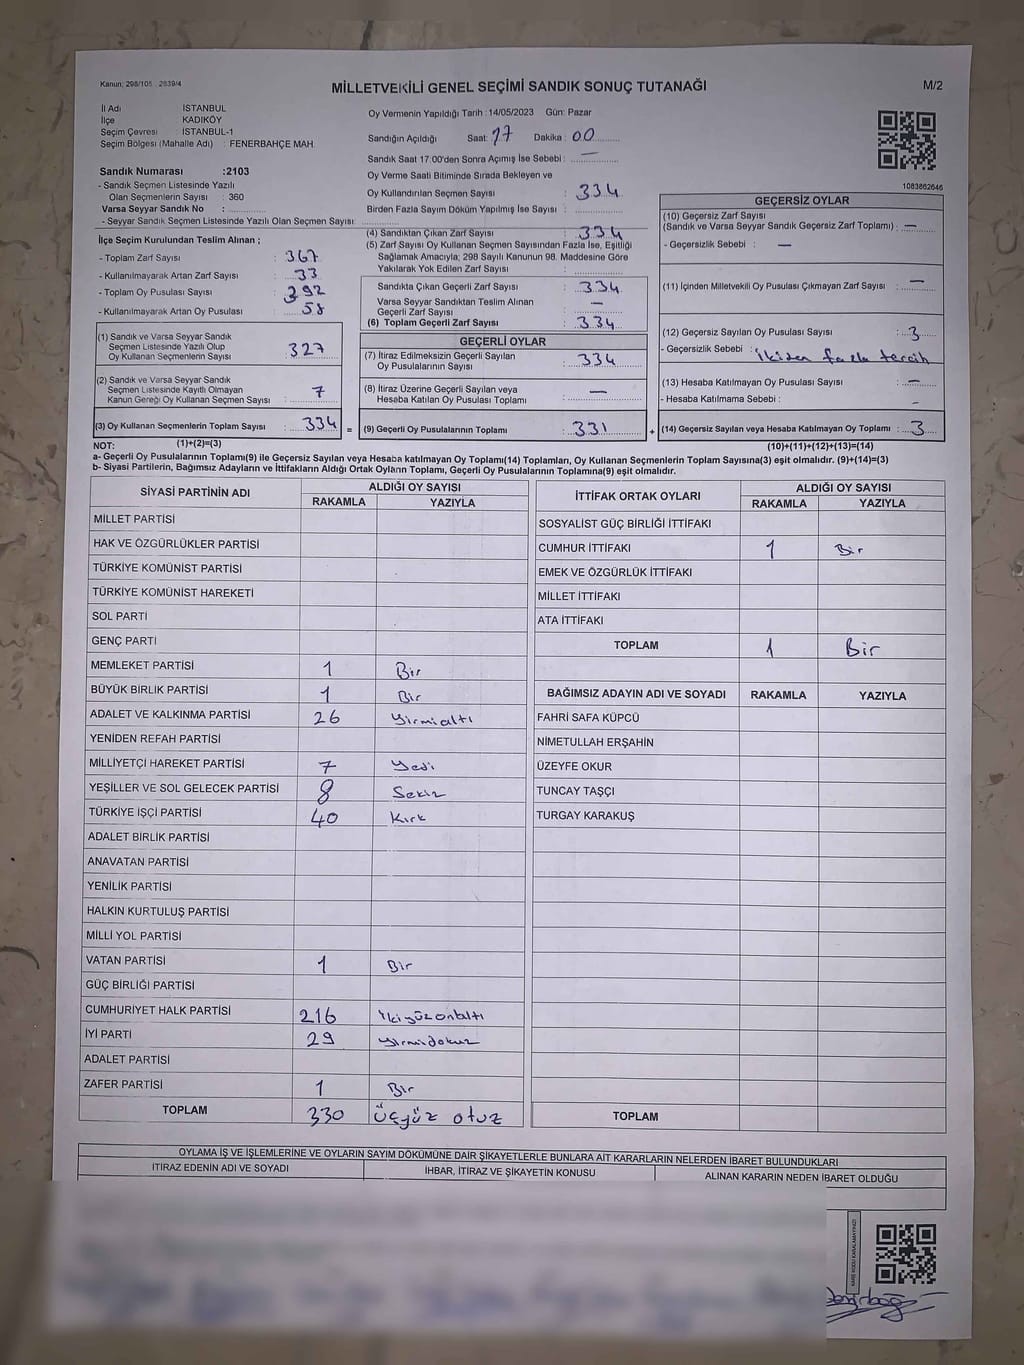 Kanun; 298/105 , 2839/4
MİLLETVEKİLİ GENEL SEÇİMİ SANDIK SONUÇ TUTANAĞI
M/2
İl Adı : İSTANBUL
İlçe : KADIKÖY
Seçim Çevresi : İSTANBUL-1
Seçim Bölgesi (Mahalle Adı) : FENERBAHÇE MAH.
Sandık Numarası :2103
- Sandık Seçmen Listesinde Yazılı
Olan Seçmenlerin Sayısı : 360
Varsa Seyyar Sandık No :
- Seyyar Sandık Seçmen Listesinde Yazılı Olan Seçmen Sayısı:
Oy Vermenin Yapıldığı Tarih :14/05/2023 Gün: Pazar
Sandığın Açıldığı Saat: 17 Dakika : 00
Sandık Saat 17:00'den Sonra Açımış İse Sebebi : —
Oy Verme Saati Bitiminde Sırada Bekleyen ve
Oy Kullandırılan Seçmen Sayısı : 334
Birden Fazla Sayım Döküm Yapılmış İse Sayısı :
1083862646
İlçe Seçim Kurulundan Teslim Alınan ;
- Toplam Zarf Sayısı : 367
- Kullanılmayarak Artan Zarf Sayısı : 33
- Toplam Oy Pusulası Sayısı : 392
- Kullanılmayarak Artan Oy Pusulası : 58
(1) Sandık ve Varsa Seyyar Sandık
Seçmen Listesinde Yazılı Olup
Oy Kullanan Seçmenlerin Sayısı : 327
(2) Sandık ve Varsa Seyyar Sandık
Seçmen Listesinde Kayıtlı Olmayan
Kanun Gereği Oy Kullanan Seçmen Sayısı : 7
(3) Oy Kullanan Seçmenlerin Toplam Sayısı : 334 =
(4) Sandıktan Çıkan Zarf Sayısı : 334
(5) Zarf Sayısı Oy Kullanan Seçmen Sayısından Fazla İse, Eşitliği
Sağlamak Amacıyla; 298 Sayılı Kanunun 98. Maddesine Göre
Yakılarak Yok Edilen Zarf Sayısı :
Sandıkta Çıkan Geçerli Zarf Sayısı : 334
Varsa Seyyar Sandıktan Teslim Alınan
Geçerli Zarf Sayısı : —
(6) Toplam Geçerli Zarf Sayısı : 334
GEÇERLİ OYLAR
(7) İtiraz Edilmeksizin Geçerli Sayılan
Oy Pusulalarının Sayısı : 334
(8) İtiraz Üzerine Geçerli Sayılan veya
Hesaba Katılan Oy Pusulası Toplamı : —
(9) Geçerli Oy Pusulalarının Toplamı : 331 +
GEÇERSİZ OYLAR
(10) Geçersiz Zarf Sayısı
(Sandık ve Varsa Seyyar Sandık Geçersiz Zarf Toplamı) : —
- Geçersizlik Sebebi : —
(11) İçinden Milletvekili Oy Pusulası Çıkmayan Zarf Sayısı : —
(12) Geçersiz Sayılan Oy Pusulası Sayısı : 3
- Geçersizlik Sebebi : ikiden fazla tercih
(13) Hesaba Katılmayan Oy Pusulası Sayısı : —
- Hesaba Katılmama Sebebi : -
(14) Geçersiz Sayılan veya Hesaba Katılmayan Oy Toplamı : 3
NOT: (1)+(2)=(3) (10)+(11)+(12)+(13)=(14)
a- Geçerli Oy Pusulalarının Toplamı(9) ile Geçersiz Sayılan veya Hesaba katılmayan Oy Toplamı(14) Toplamları, Oy Kullanan Seçmenlerin Toplam Sayısına(3) eşit olmalıdır. (9)+(14)=(3)
b- Siyasi Partilerin, Bağımsız Adayların ve İttifakların Aldığı Ortak Oyların Toplamı, Geçerli Oy Pusulalarının Toplamına(9) eşit olmalıdır.
SİYASİ PARTİNİN ADI ALDIĞI OY SAYISI
RAKAMLA YAZIYLA
MİLLET PARTİSİ
HAK VE ÖZGÜRLÜKLER PARTİSİ
TÜRKİYE KOMÜNİST PARTİSİ
TÜRKİYE KOMÜNİST HAREKETİ
SOL PARTİ
GENÇ PARTİ
MEMLEKET PARTİSİ 1 Bir
BÜYÜK BİRLİK PARTİSİ 1 Bir
ADALET VE KALKINMA PARTİSİ 26 Yirmialtı
YENİDEN REFAH PARTİSİ
MİLLİYETÇİ HAREKET PARTİSİ 7 Yedi
YEŞİLLER VE SOL GELECEK PARTİSİ 8 Sekiz
TÜRKİYE İŞÇİ PARTİSİ 40 Kırk
ADALET BİRLİK PARTİSİ
ANAVATAN PARTİSİ
YENİLİK PARTİSİ
HALKIN KURTULUŞ PARTİSİ
MİLLİ YOL PARTİSİ
VATAN PARTİSİ 1 Bir
GÜÇ BİRLİĞİ PARTİSİ
CUMHURİYET HALK PARTİSİ 216 ikiyüzonaltı
İYİ PARTİ 29 yirmidokuz
ADALET PARTİSİ
ZAFER PARTİSİ 1 Bir
TOPLAM 330 üçyüz otuz
İTTİFAK ORTAK OYLARI ALDIĞI OY SAYISI
RAKAMLA YAZIYLA
SOSYALİST GÜÇ BİRLİĞİ İTTİFAKI
CUMHUR İTTİFAKI 1 Bir
EMEK VE ÖZGÜRLÜK İTTİFAKI
MİLLET İTTİFAKI
ATA İTTİFAKI
TOPLAM 1 Bir
BAĞIMSIZ ADAYIN ADI VE SOYADI RAKAMLA YAZIYLA
FAHRİ SAFA KÜPCÜ
NİMETULLAH ERŞAHİN
ÜZEYFE OKUR
TUNCAY TAŞÇI
TURGAY KARAKUŞ
TOPLAM
OYLAMA İŞ VE İŞLEMLERİNE VE OYLARIN SAYIM DÖKÜMÜNE DAİR ŞİKAYETLERLE BUNLARA AİT KARARLARIN NELERDEN İBARET BULUNDUKLARI
İTİRAZ EDENİN ADI VE SOYADI İHBAR, İTİRAZ VE ŞİKAYETİN KONUSU ALINAN KARARIN NEDEN İBARET OLDUĞU
KARE KODU KARALAMAYINIZ!